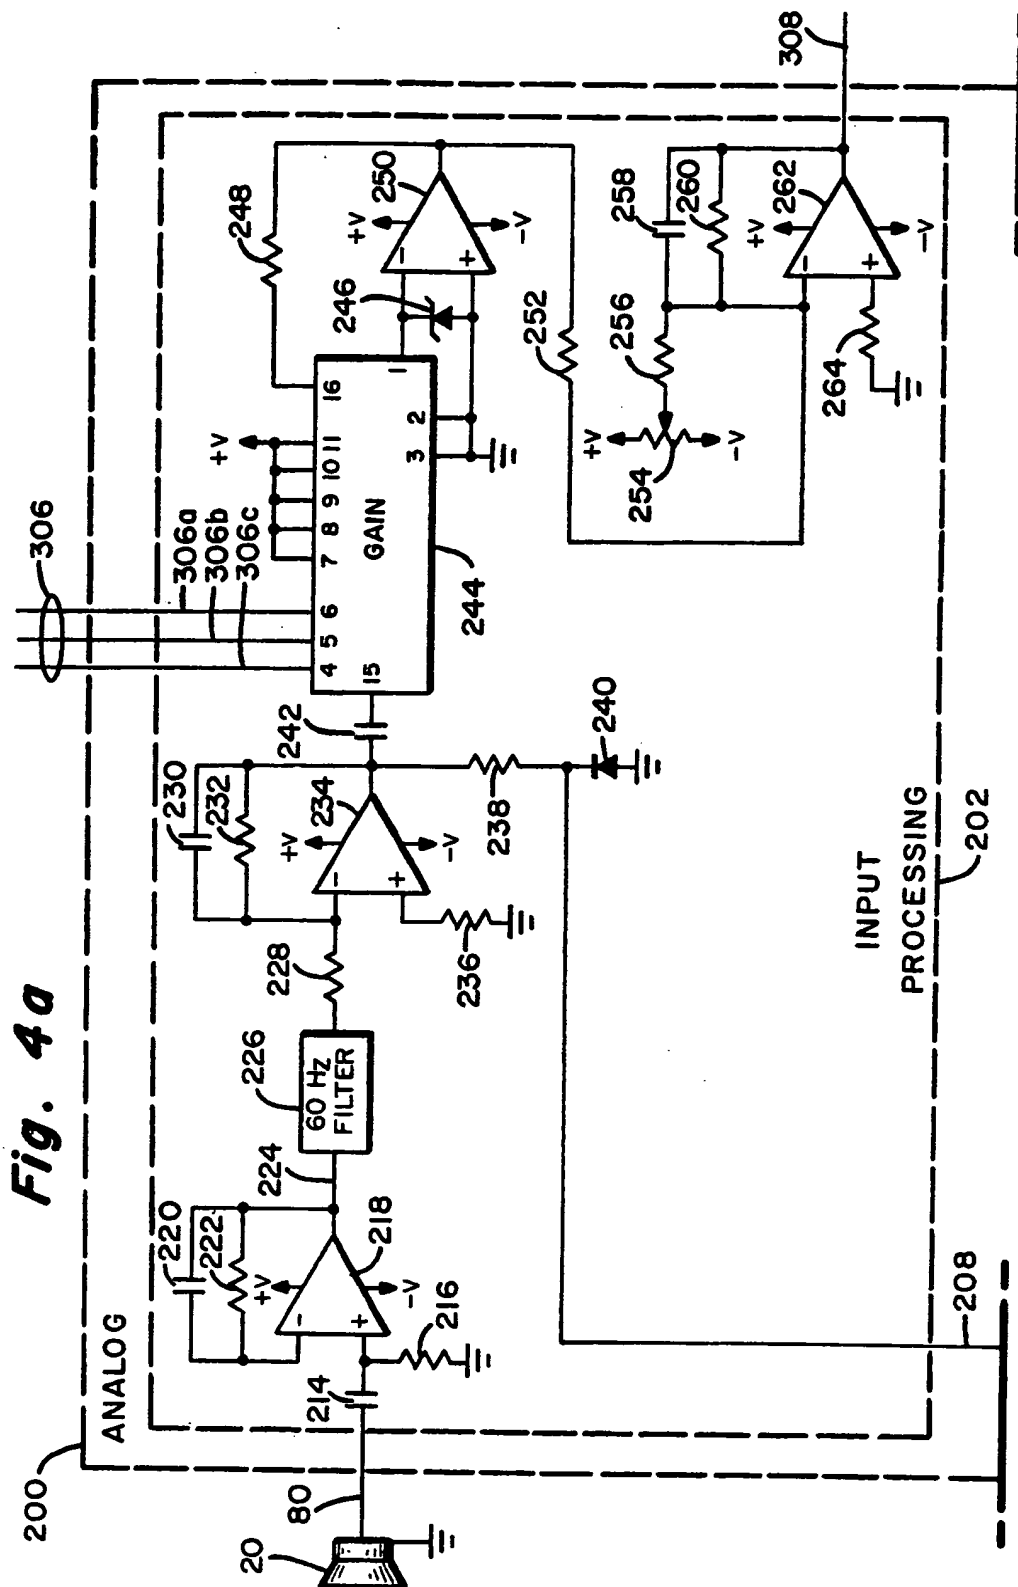 Fig. 4a
200
ANALOG
306
306a
306b
306c
308
20
80
214
216
218
220
222
+V
-V
-
+
224
226
60 Hz
FILTER
228
230
232
234
+V
-V
-
+
236
238
240
242
244
GAIN
15
4
5
6
7
8
9
10
11
16
1
2
3
+V
246
248
250
+V
-V
-
+
252
254
+V
-V
256
258
260
262
+V
-V
-
+
264
208
INPUT
PROCESSING
202